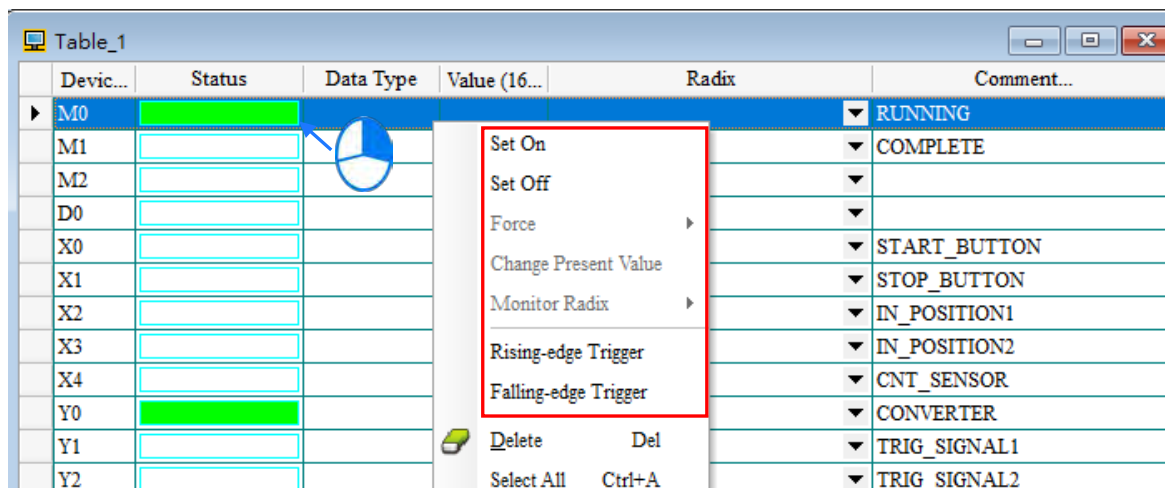 Table_1
Devic... Status Data Type Value (16... Radix Comment...
M0 RUNNING
M1 Set On COMPLETE
M2 Set Off
D0 Force
X0 START_BUTTON
Change Present Value
X1 STOP_BUTTON
X2 Monitor Radix IN_POSITION1
X3 Rising-edge Trigger IN_POSITION2
X4 Falling-edge Trigger CNT_SENSOR
Y0 CONVERTER
Y1 Delete Del TRIG_SIGNAL1
Y2 Select All Ctrl+A TRIG_SIGNAL2